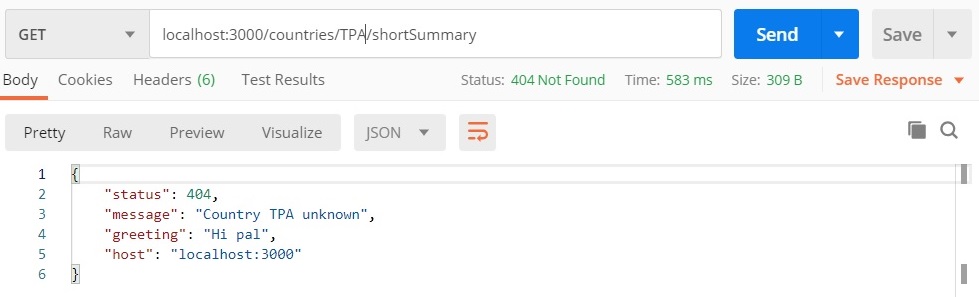 GET localhost:3000/countries/TPA/shortSummary Send Save
Body Cookies Headers (6) Test Results Status: 404 Not Found Time: 583 ms Size: 309 B Save Response
Pretty Raw Preview Visualize JSON
1 {
2 "status": 404,
3 "message": "Country TPA unknown",
4 "greeting": "Hi pal",
5 "host": "localhost:3000"
6 }